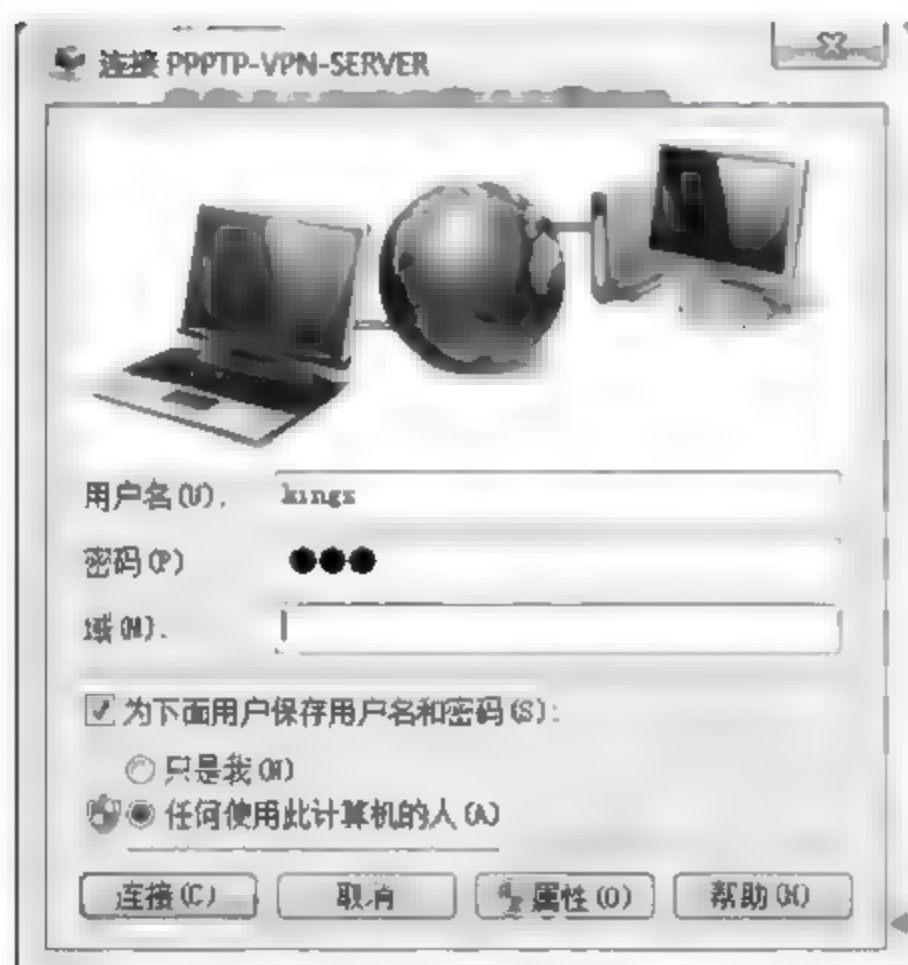 连接 PPPTP-VPN-SERVER
用户名(U).
kingx
密码(P)
域(M).
为下面用户保存用户名和密码(S):
只是我(N)
任何使用此计算机的人(A)
连接(C)
取消
属性(O)
帮助(H)